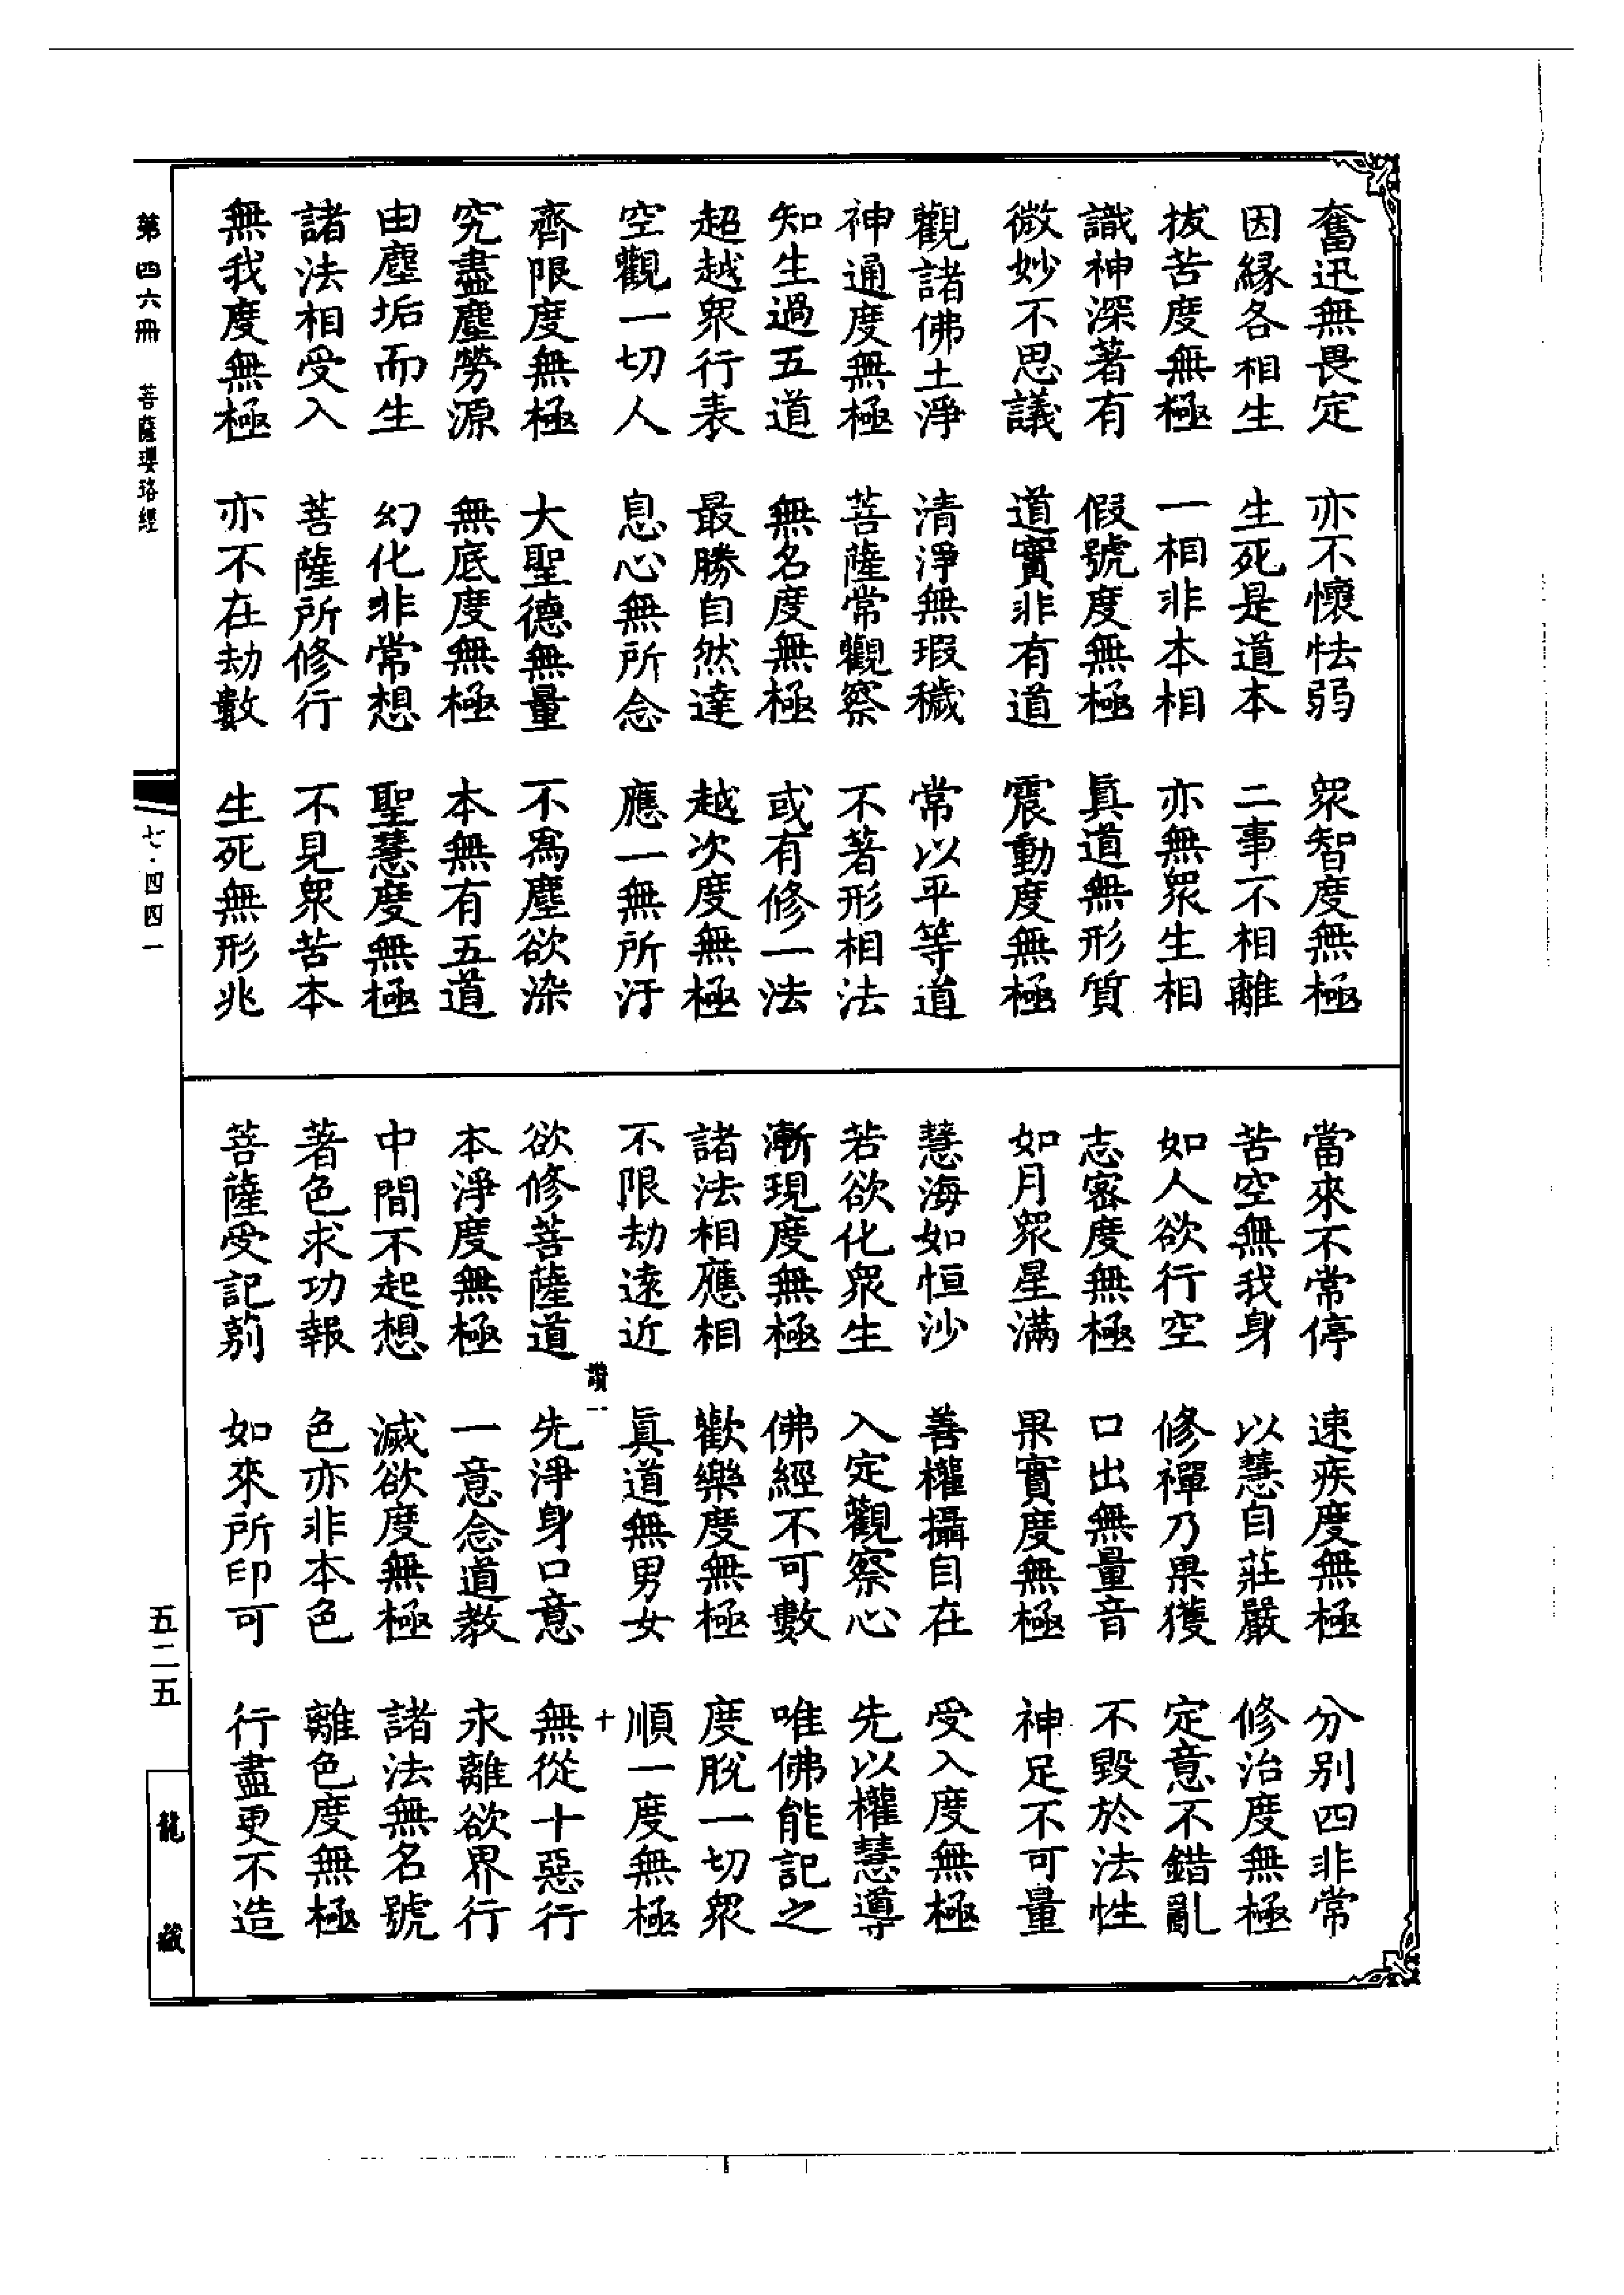 奮迅無畏定　亦不懷怯弱　眾智度無極
因緣各相生　生死是道本　二事不相離
拔苦度無極　一相非本相　亦無眾生相
識神深著有　假號度無極　真道無形質
微妙不思議　道實非有道　震動度無極
觀諸佛土淨　清淨無瑕穢　常以平等道
神通度無極　菩薩常觀察　不著形相法
知生過五道　無名度無極　或有修一法
超越眾行表　最勝自然達　越次度無極
空觀一切人　息心無所念　應一無所汙
齊限度無極　大聖德無量　不為塵欲染
究盡塵勞源　無底度無極　本無有五道
由塵垢而生　幻化非常想　聖慧度無極
諸法相受入　菩薩所修行　不見眾苦本
無我度無極　亦不在劫數　生死無形兆
當來不常停　速疾度無極　分別四非常
苦空無我身　以慧自莊嚴　修治度無極
如人欲行空　修禪乃果獲　定意不錯亂
志密度無極　口出無量音　不毀於法性
如月眾星滿　果實度無極　神足不可量
慧海如恒沙　善權攝自在　受入度無極
若欲化眾生　入定觀察心　先以權慧導
漸現度無極　佛經不可數　唯佛能記之
諸法相應相　歡樂度無極　度脫一切眾
不限劫遠近　真道無男女　順一度無極
讚一　十
欲修菩薩道　先淨身口意　無從十惡行
本淨度無極　一意念道教　永離欲界行
中間不起想　滅欲度無極　諸法無名號
著色求功報　色亦非本色　離色度無極
菩薩受記莂　如來所印可　行盡更不造
第四六冊　菩薩瓔珞經
七·四四一
五二五
龍藏